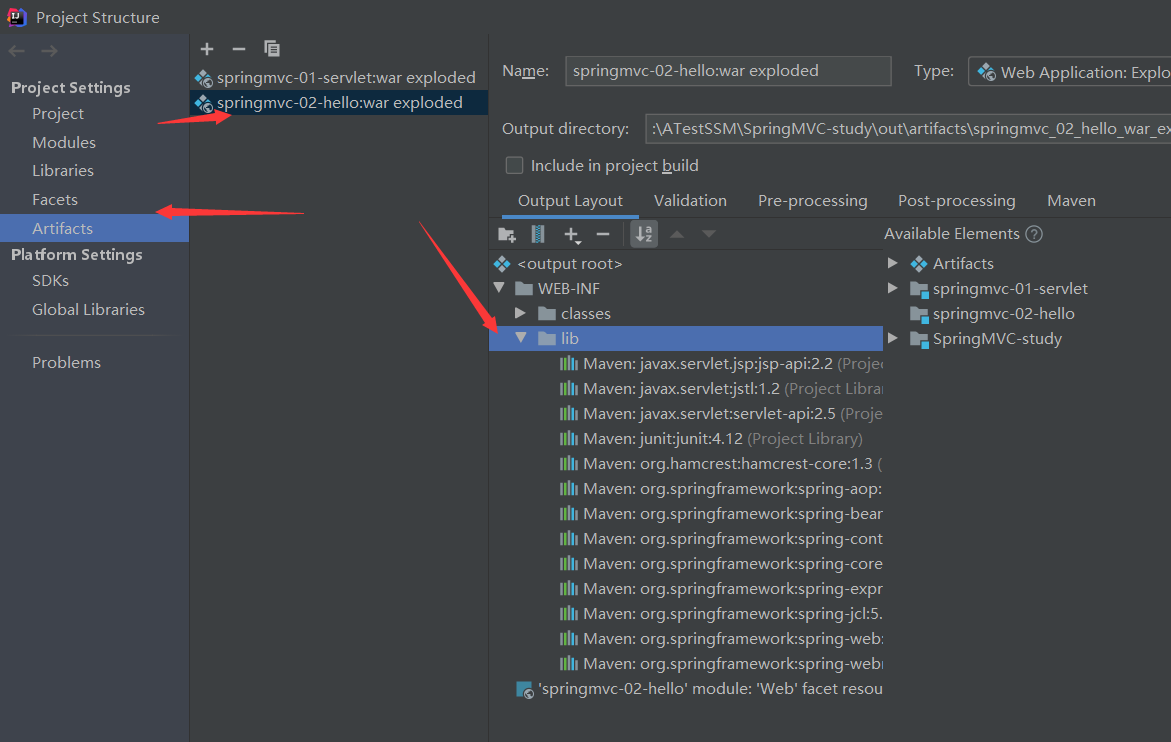 Project Structure
Project Settings
Project
Modules
Libraries
Facets
Artifacts
Platform Settings
SDKs
Global Libraries
Problems
springmvc-01-servlet:war exploded
springmvc-02-hello:war exploded
Name: springmvc-02-hello:war exploded Type: Web Application: Explo
Output directory: :\ATestSSM\SpringMVC-study\out\artifacts\springmvc_02_hello_war_ex
Include in project build
Output Layout Validation Pre-processing Post-processing Maven
Available Elements ?
<output root>
WEB-INF
classes
lib
Maven: javax.servlet.jsp:jsp-api:2.2 (Projec
Maven: javax.servlet:jstl:1.2 (Project Librar
Maven: javax.servlet:servlet-api:2.5 (Proje
Maven: junit:junit:4.12 (Project Library)
Maven: org.hamcrest:hamcrest-core:1.3 (
Maven: org.springframework:spring-aop:
Maven: org.springframework:spring-bear
Maven: org.springframework:spring-cont
Maven: org.springframework:spring-core
Maven: org.springframework:spring-expr
Maven: org.springframework:spring-jcl:5.
Maven: org.springframework:spring-web:
Maven: org.springframework:spring-web
'springmvc-02-hello' module: 'Web' facet resou
Artifacts
springmvc-01-servlet
springmvc-02-hello
SpringMVC-study